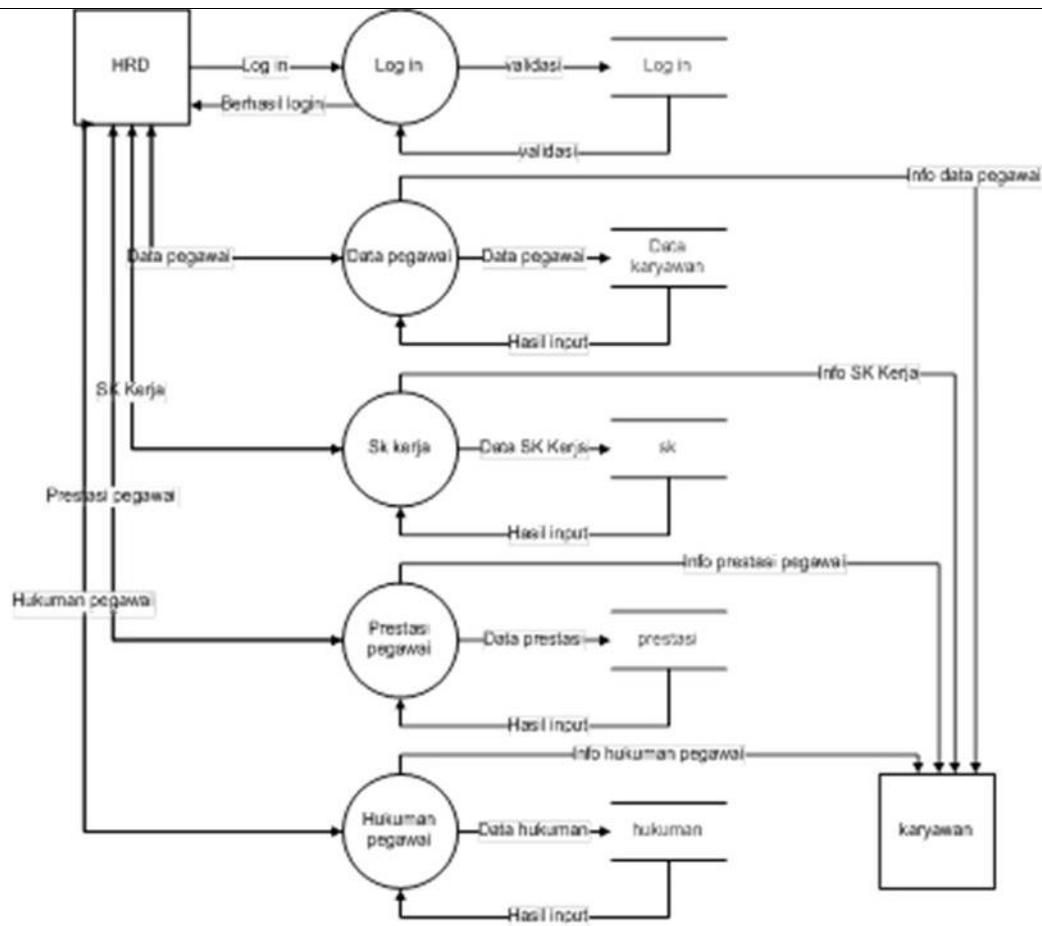 HRD
Log in
Log in
validasi
Log in
Berhasil login
validasi
Info data pegawai
Data pegawai
Data pegawai
Data pegawai
Data
karyawan
Hasil input
Info SK Kerja
SK Kerja
Sk kerja
Data SK Kerja
sk
Prestasi pegawai
Hasil input
Info prestasi pegawai
Hukuman pegawai
Prestasi
pegawai
Data prestasi
prestasi
Hasil input
Info hukuman pegawai
Hukuman
pegawai
Data hukuman
hukuman
karyawan
Hasil input